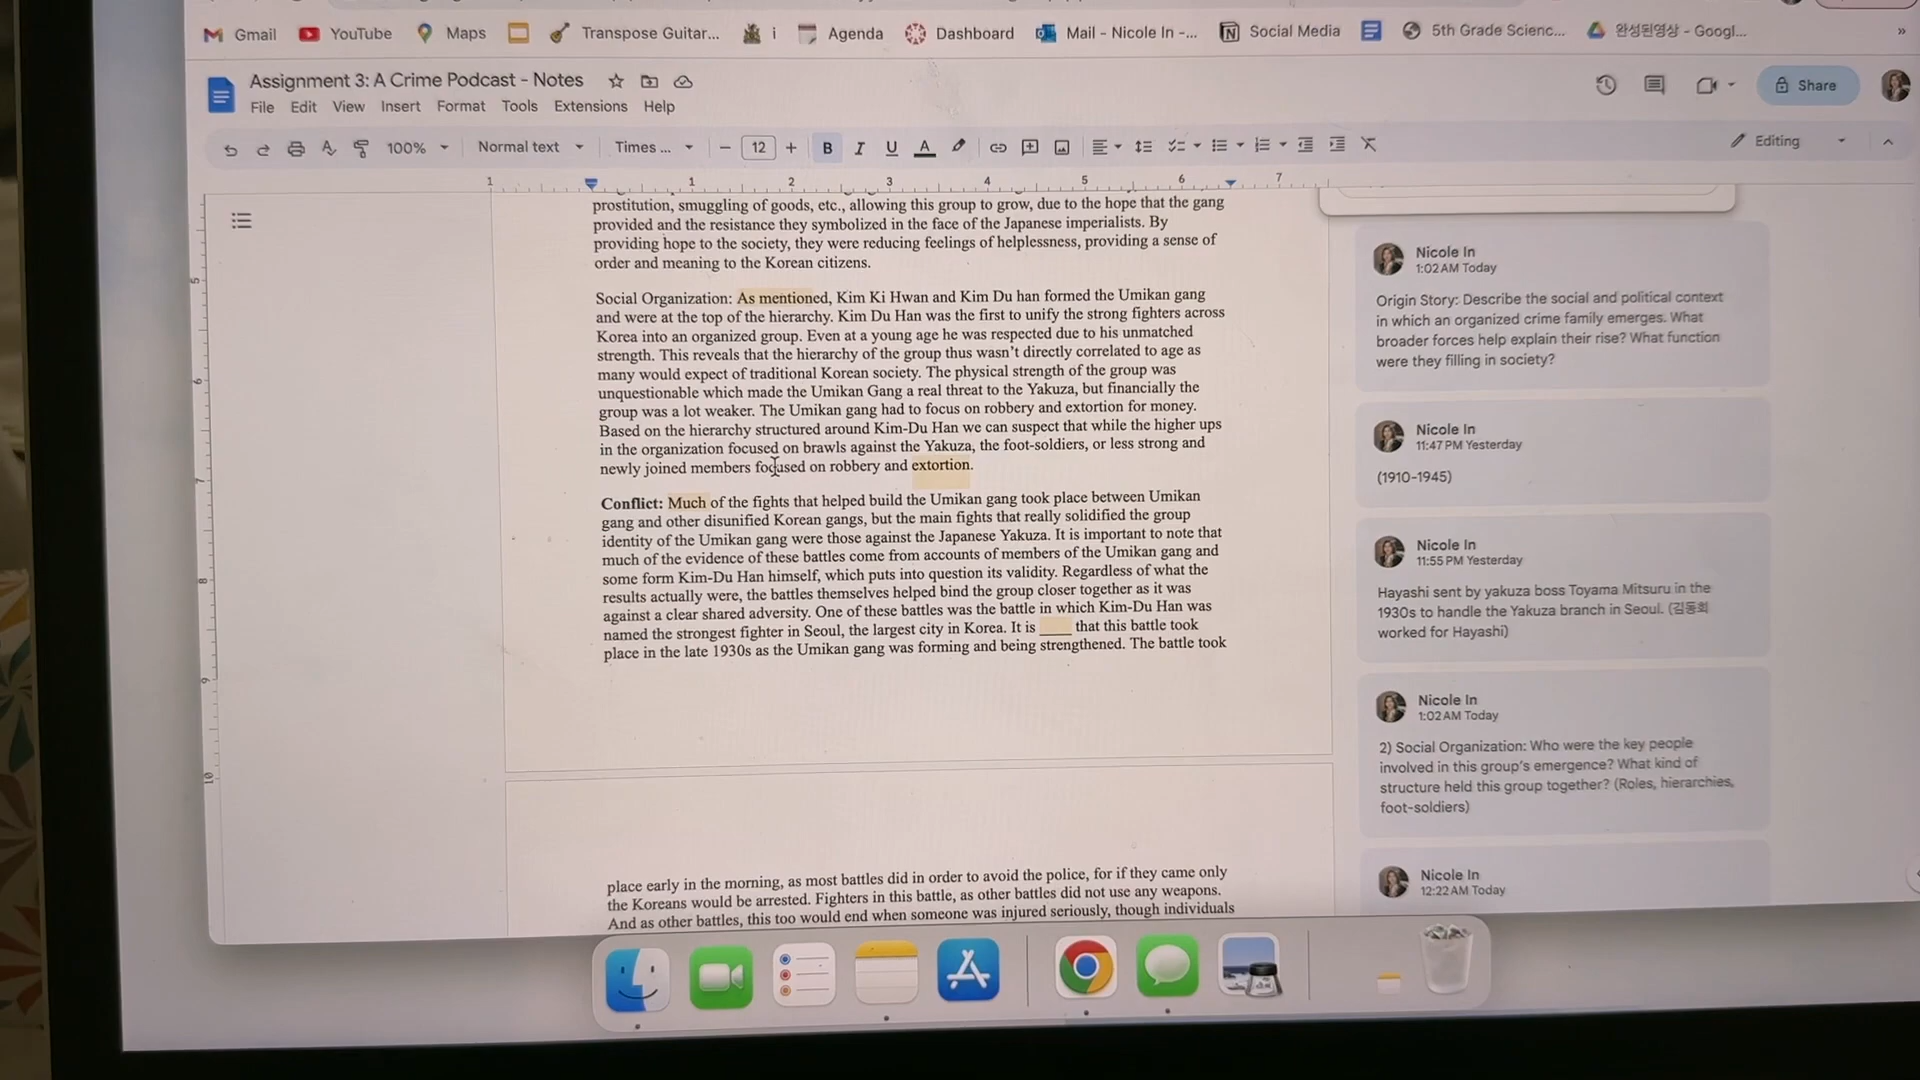 Gmail YouTube Maps Transpose Guitar... i Agenda Dashboard Mail - Nicole In -... Social Media 5th Grade Scienc... 완성된영상 - Googl... »
Assignment 3: A Crime Podcast - Notes
Share
File Edit View Insert Format Tools Extensions Help
100% Normal text Times ... − 12 + B I U A Editing
1 1 2 3 4 5 6 7
prostitution, smuggling of goods, etc., allowing this group to grow, due to the hope that the gang
provided and the resistance they symbolized in the face of the Japanese imperialists. By
providing hope to the society, they were reducing feelings of helplessness, providing a sense of
order and meaning to the Korean citizens.
Social Organization: As mentioned, Kim Ki Hwan and Kim Du han formed the Umikan gang
and were at the top of the hierarchy. Kim Du Han was the first to unify the strong fighters across
Korea into an organized group. Even at a young age he was respected due to his unmatched
strength. This reveals that the hierarchy of the group thus wasn’t directly correlated to age as
many would expect of traditional Korean society. The physical strength of the group was
unquestionable which made the Umikan Gang a real threat to the Yakuza, but financially the
group was a lot weaker. The Umikan gang had to focus on robbery and extortion for money.
Based on the hierarchy structured around Kim-Du Han we can suspect that while the higher ups
in the organization focused on brawls against the Yakuza, the foot-soldiers, or less strong and
newly joined members focused on robbery and extortion.
Conflict: Much of the fights that helped build the Umikan gang took place between Umikan
gang and other disunified Korean gangs, but the main fights that really solidified the group
identity of the Umikan gang were those against the Japanese Yakuza. It is important to note that
much of the evidence of these battles come from accounts of members of the Umikan gang and
some form Kim-Du Han himself, which puts into question its validity. Regardless of what the
results actually were, the battles themselves helped bind the group closer together as it was
against a clear shared adversity. One of these battles was the battle in which Kim-Du Han was
named the strongest fighter in Seoul, the largest city in Korea. It is ____ that this battle took
place in the late 1930s as the Umikan gang was forming and being strengthened. The battle took
place early in the morning, as most battles did in order to avoid the police, for if they came only
the Koreans would be arrested. Fighters in this battle, as other battles did not use any weapons.
And as other battles, this too would end when someone was injured seriously, though individuals
5
6
7
8
9
10
Nicole In
1:02 AM Today
Origin Story: Describe the social and political context
in which an organized crime family emerges. What
broader forces help explain their rise? What function
were they filling in society?
Nicole In
11:47 PM Yesterday
(1910-1945)
Nicole In
11:55 PM Yesterday
Hayashi sent by yakuza boss Toyama Mitsuru in the
1930s to handle the Yakuza branch in Seoul. (김동회
worked for Hayashi)
Nicole In
1:02 AM Today
2) Social Organization: Who were the key people
involved in this group's emergence? What kind of
structure held this group together? (Roles, hierarchies,
foot-soldiers)
Nicole In
12:22 AM Today